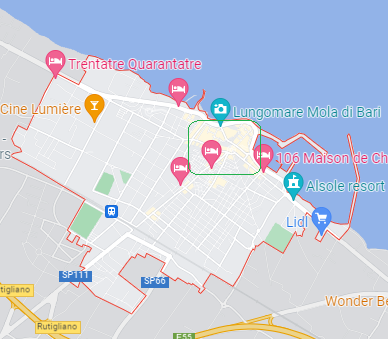 Trentatre Quarantatre
Cine Lumière
Lungomare Mola di Bari
106 Maison de Ch
Alsole resort
Lidl
SP111
SP66
tigliano
Rutigliano
Wonder Be
E55